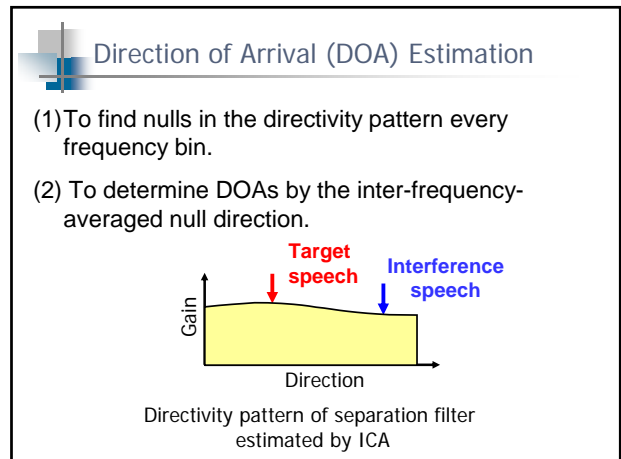 Direction of Arrival (DOA) Estimation
(1)To find nulls in the directivity pattern every
frequency bin.
(2) To determine DOAs by the inter-frequency-
averaged null direction.
Target
speech
Interference
speech
Gain
Direction
Directivity pattern of separation filter
estimated by ICA